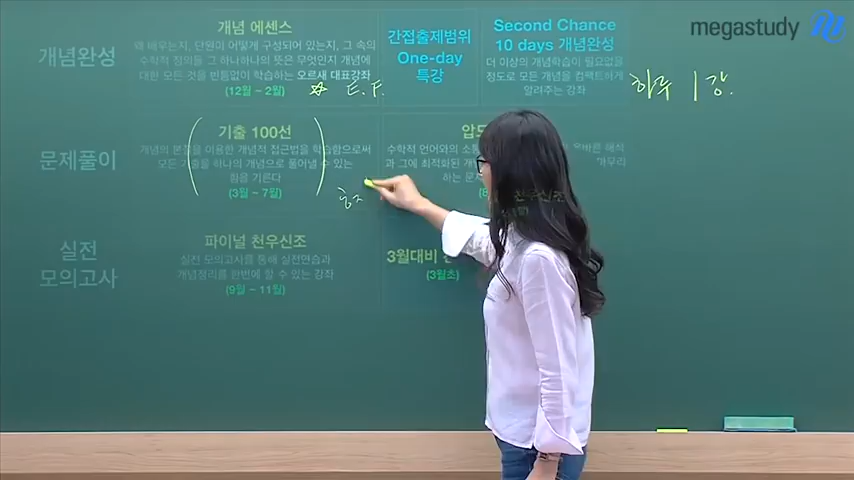 megastudy
개념완성
개념 에센스
왜 배우는지, 단원이 어떻게 구성되어 있는지, 그 속의
수학적 정의들 그 하나하나의 뜻은 무엇인지 개념에
대한 모든 것을 빈틈없이 학습하는 오르새 대표강좌
(12월 ~ 2월)
E.F.
간접출제범위
One-day
특강
Second Chance
10 days 개념완성
더 이상의 개념학습이 필요없을
정도로 모든 개념을 컴팩트하게
알려주는 강좌
하루 1강.
문제풀이
기출 100선
개념의 본질을 이용한 개념적 접근법을 학습함으로써
모든 기출을 하나의 개념으로 풀어낼 수 있는
힘을 기른다
(3월 ~ 7월)
수학적 언어와의 소통
과 그에 최적화된
하는
실전
모의고사
파이널 천우신조
실전 모의고사를 통해 실전연습과
개념정리를 한번에 할 수 있는 강좌
(9월 ~ 11월)
3월대비
(3월초)